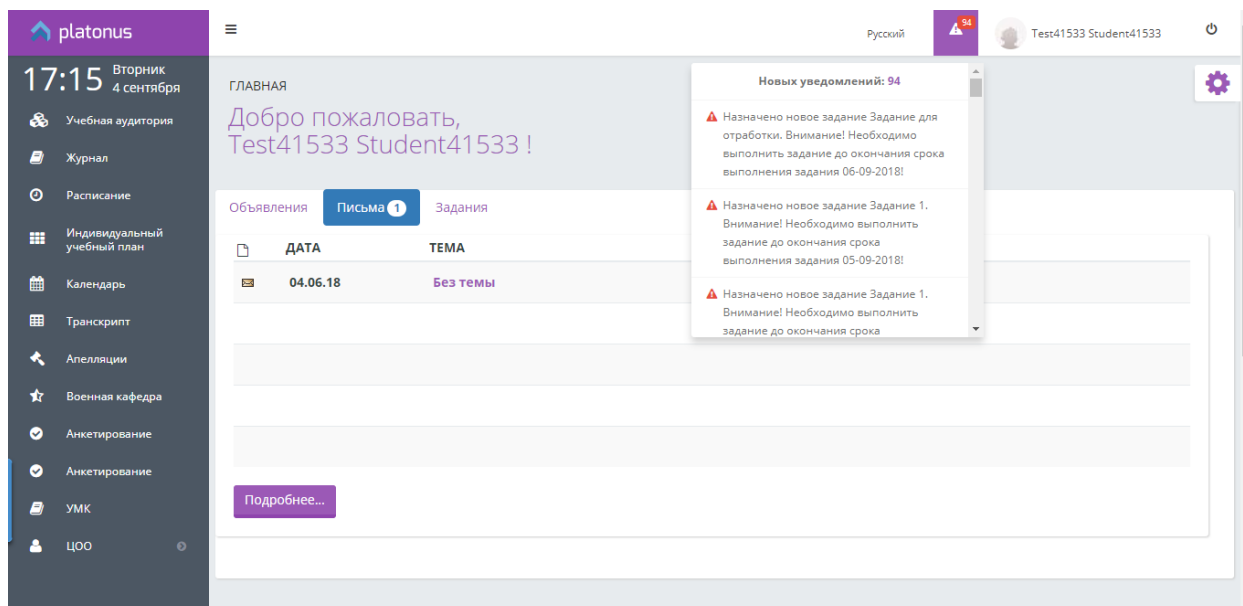 platonus
Русский
94
Test41533 Student41533
17:15
Вторник
4 сентября
Учебная аудитория
Журнал
Расписание
Индивидуальный
учебный план
Календарь
Транскрипт
Апелляции
Военная кафедра
Анкетирование
Анкетирование
УМК
ЦОО
ГЛАВНАЯ
Добро пожаловать,
Test41533 Student41533 !
Объявления
Письма 1
Задания
ДАТА ТЕМА
04.06.18 Без темы
Подробнее...
Новых уведомлений: 94
Назначено новое задание Задание для
отработки. Внимание! Необходимо
выполнить задание до окончания срока
выполнения задания 06-09-2018!
Назначено новое задание Задание 1.
Внимание! Необходимо выполнить
задание до окончания срока
выполнения задания 05-09-2018!
Назначено новое задание Задание 1.
Внимание! Необходимо выполнить
задание до окончания срока